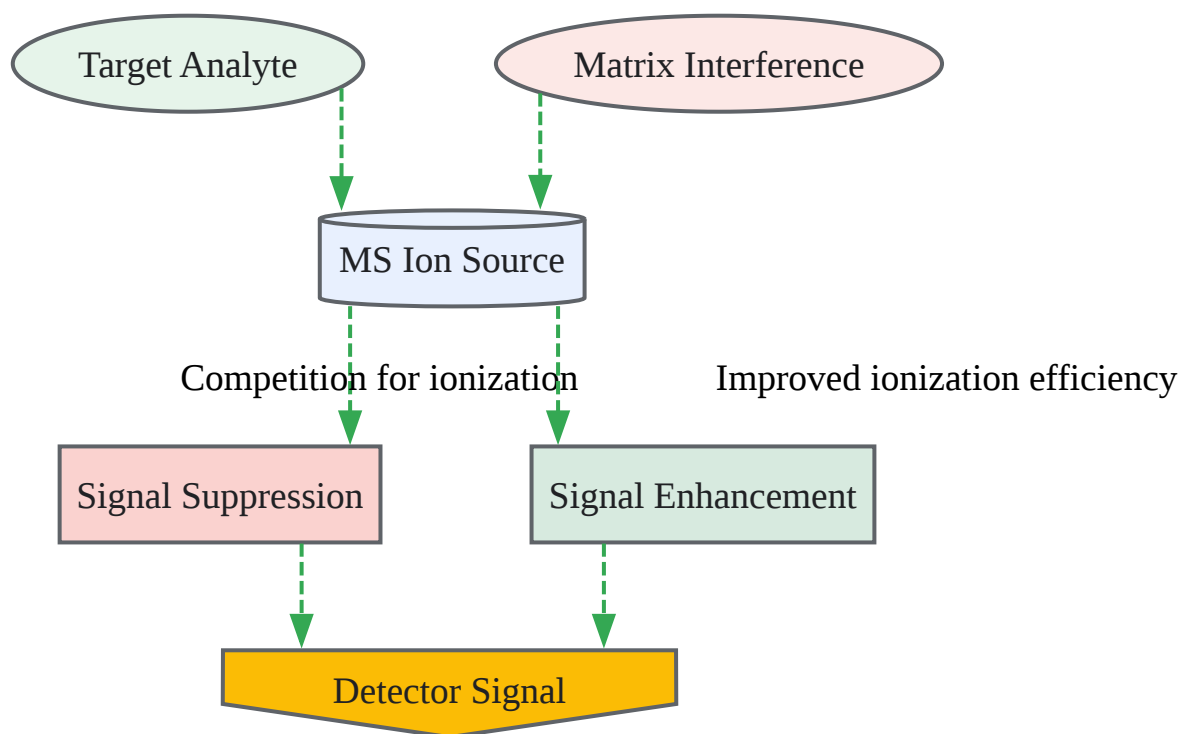 Target Analyte
Matrix Interference
MS Ion Source
Competition for ionization
Improved ionization efficiency
Signal Suppression
Signal Enhancement
Detector Signal